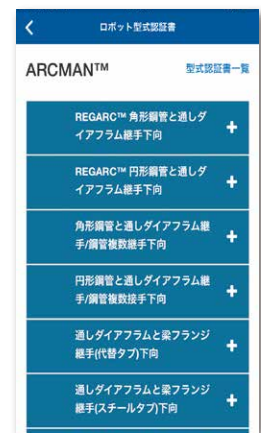 ロボット型式認証書
ARCMAN™
型式認証書一覧
REGARC™ 角形鋼管と通しダ
イアフラム継手下向
REGARC™ 円形鋼管と通しダ
イアフラム継手下向
角形鋼管と通しダイアフラム継
手/鋼管複数継手下向
円形鋼管と通しダイアフラム継
手/鋼管複数接手下向
通しダイアフラムと梁フランジ
継手(代替タブ)下向
通しダイアフラムと梁フランジ
継手(スチールタブ)下向